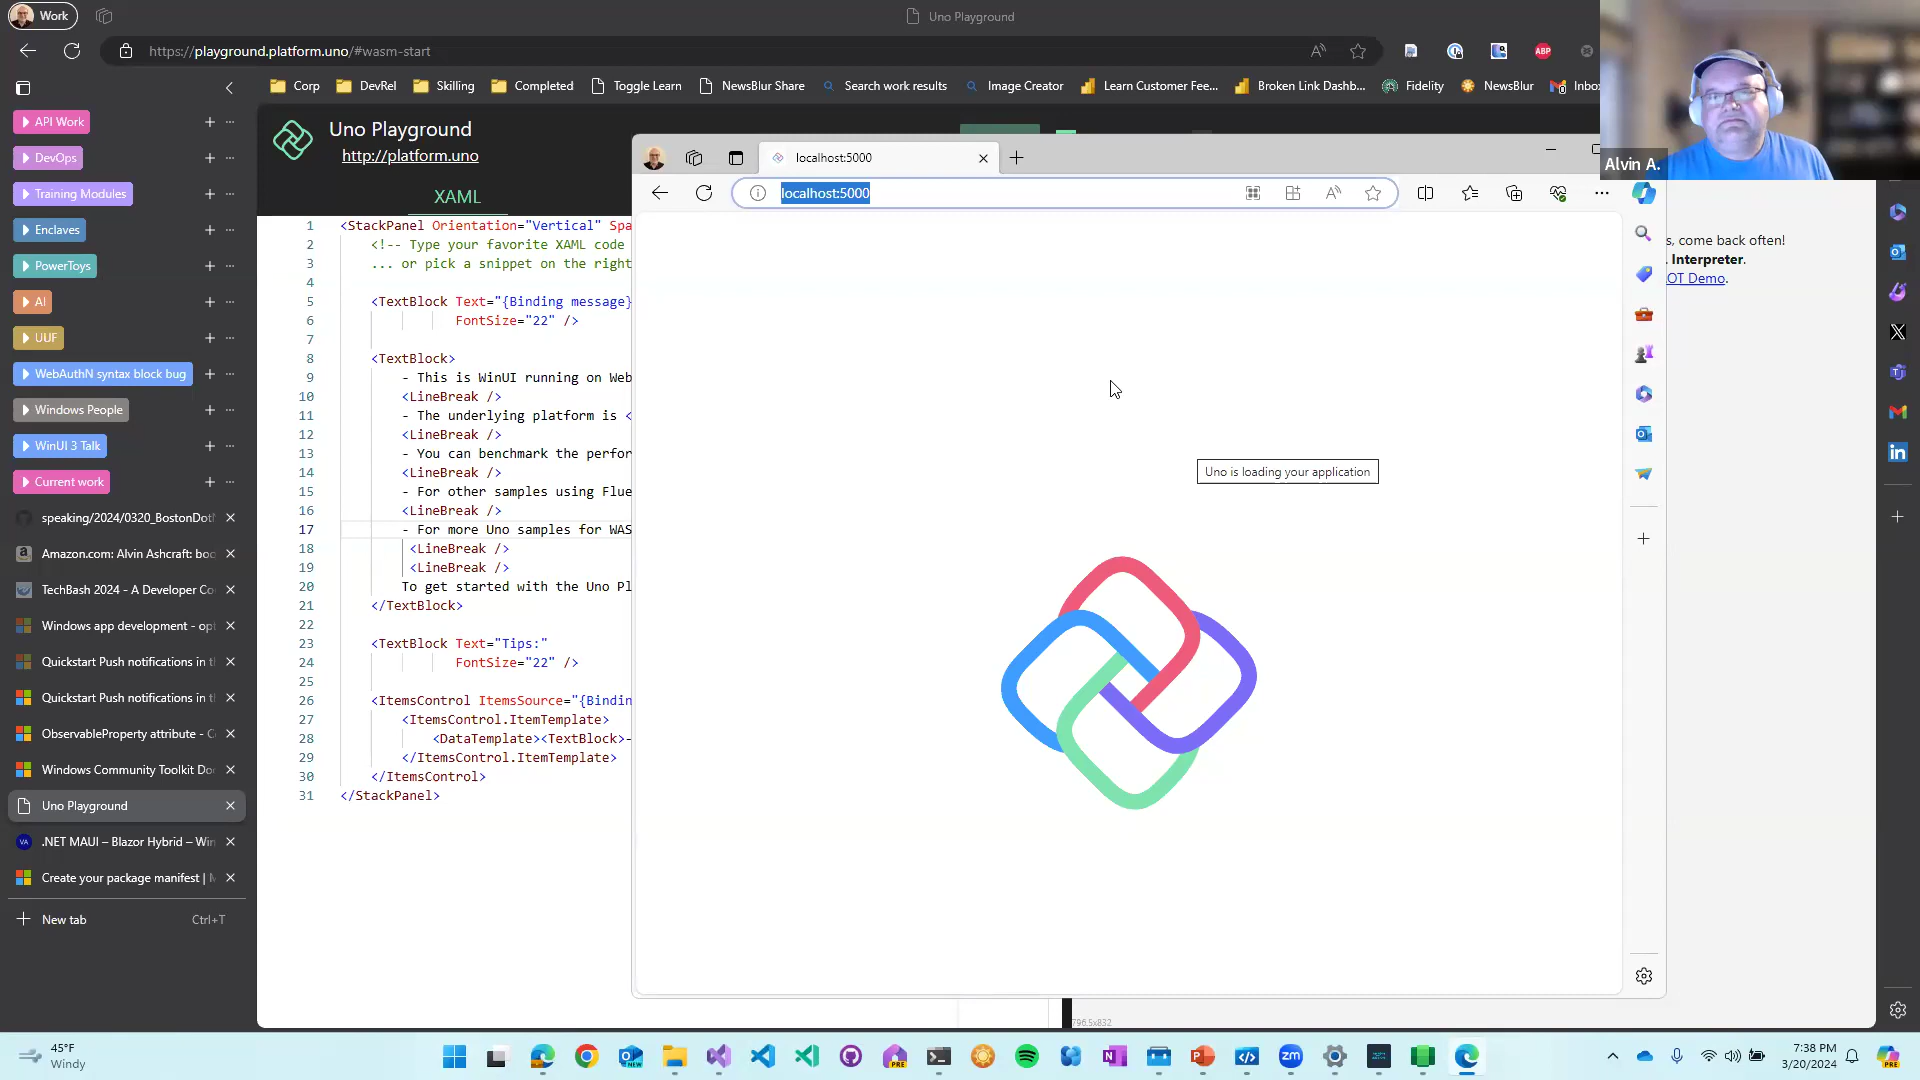 Work
Uno Playground
https://playground.platform.uno/#wasm-start
ABP
Corp
DevRel
Skilling
Completed
Toggle Learn
NewsBlur Share
Search work results
Image Creator
Learn Customer Fee...
Broken Link Dashb...
Fidelity
NewsBlur
Alvin A.
API Work
DevOps
Training Modules
Enclaves
PowerToys
AI
UUF
WebAuthN syntax block bug
Windows People
WinUI 3 Talk
Current work
speaking/2024/0320_BostonDotN
Amazon.com: Alvin Ashcraft: boo
TechBash 2024 - A Developer Co
Windows app development - opt
Quickstart Push notifications in t
Quickstart Push notifications in t
ObservableProperty attribute - C
Windows Community Toolkit Do
Uno Playground
.NET MAUI – Blazor Hybrid – Win
Create your package manifest |
New tab
Ctrl+T
Uno Playground
http://platform.uno
XAML
1 <StackPanel Orientation="Vertical" Spa
2 <!-- Type your favorite XAML code
3 ... or pick a snippet on the right
4
5 <TextBlock Text="{Binding message}
6 FontSize="22" />
7
8 <TextBlock>
9 - This is WinUI running on Web
10 <LineBreak />
11 - The underlying platform is <
12 <LineBreak />
13 - You can benchmark the perfor
14 <LineBreak />
15 - For other samples using Flue
16 <LineBreak />
17 - For more Uno samples for WAS
18 <LineBreak />
19 <LineBreak />
20 To get started with the Uno Pl
21 </TextBlock>
22
23 <TextBlock Text="Tips:"
24 FontSize="22" />
25
26 <ItemsControl ItemsSource="{Bindin
27 <ItemsControl.ItemTemplate>
28 <DataTemplate><TextBlock>-
29 </ItemsControl.ItemTemplate>
30 </ItemsControl>
31 </StackPanel>
localhost:5000
localhost:5000
Uno is loading your application
s, come back often!
Interpreter.
OT Demo.
796.5x832
45°F
Windy
7:38 PM
3/20/2024